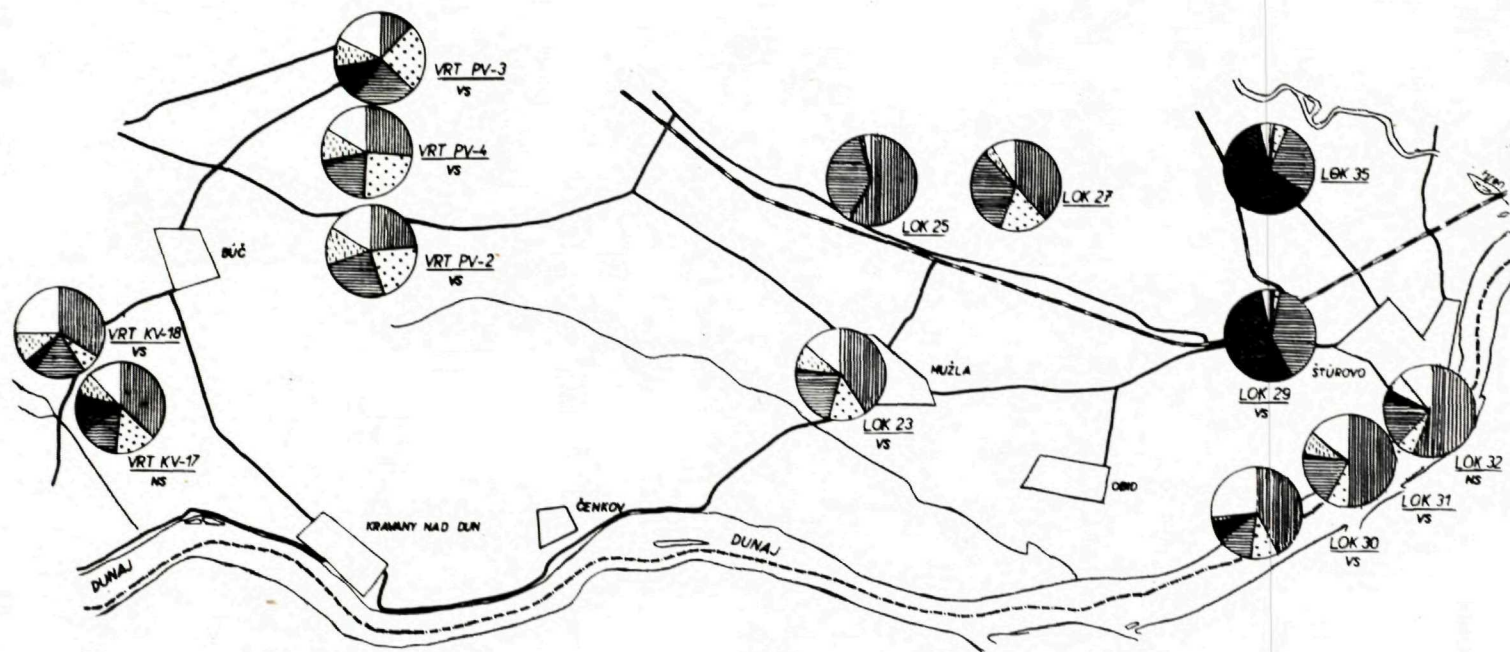 VRT PV-3
VS
VRT PV-4
VS
VRT PV-2
VS
BÚČ
VRT KV-18
VS
VRT KV-17
NS
LOK 25
LOK 27
LOK 35
LOK 23
VS
MUŽLA
LOK 29
VS
ŠTÚROVO
LOK 32
NS
LOK 31
VS
LOK 30
VS
OBID
ČENKOV
KRAVANY NAD DUN
DUNAJ
DUNAJ